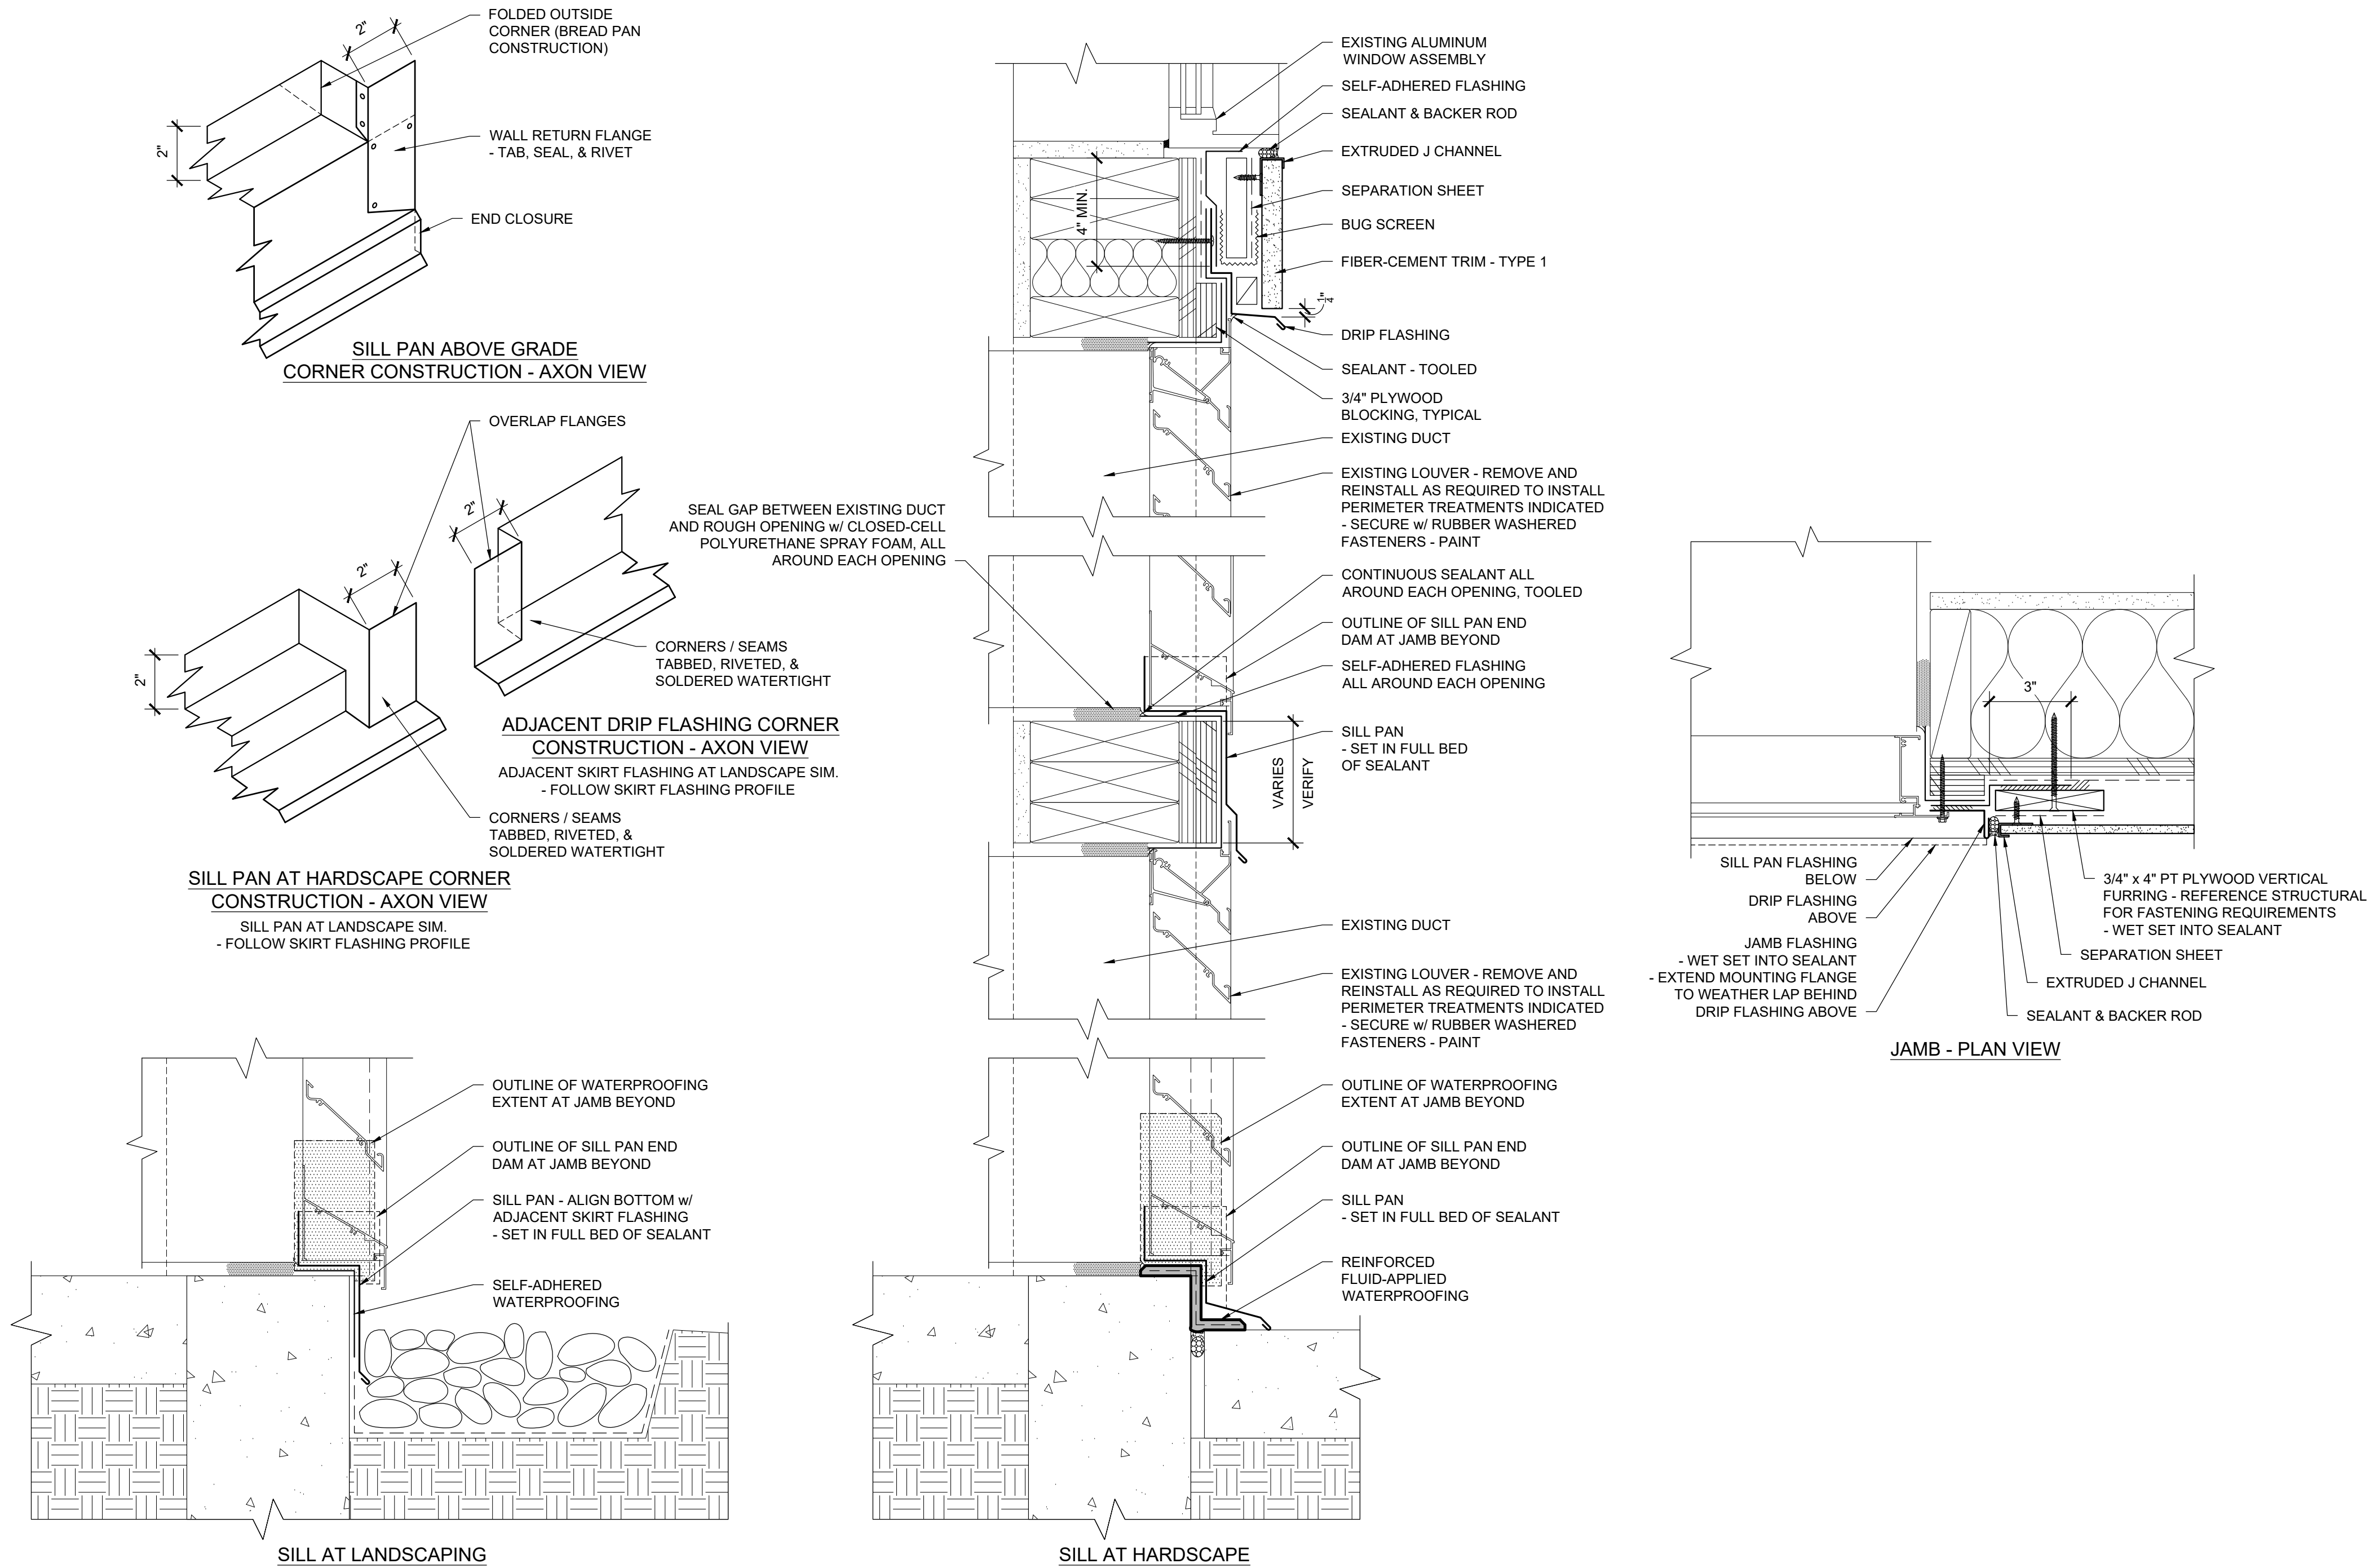 FOLDED OUTSIDE
CORNER (BREAD PAN
CONSTRUCTION)
2"
2"
WALL RETURN FLANGE
- TAB, SEAL, & RIVET
END CLOSURE
SILL PAN ABOVE GRADE
CORNER CONSTRUCTION - AXON VIEW
OVERLAP FLANGES
2"
2"
2"
CORNERS / SEAMS
TABBED, RIVETED, &
SOLDERED WATERTIGHT
ADJACENT DRIP FLASHING CORNER
CONSTRUCTION - AXON VIEW
ADJACENT SKIRT FLASHING AT LANDSCAPE SIM.
- FOLLOW SKIRT FLASHING PROFILE
CORNERS / SEAMS
TABBED, RIVETED, &
SOLDERED WATERTIGHT
SILL PAN AT HARDSCAPE CORNER
CONSTRUCTION - AXON VIEW
SILL PAN AT LANDSCAPE SIM.
- FOLLOW SKIRT FLASHING PROFILE
EXISTING ALUMINUM
WINDOW ASSEMBLY
SELF-ADHERED FLASHING
SEALANT & BACKER ROD
EXTRUDED J CHANNEL
SEPARATION SHEET
BUG SCREEN
FIBER-CEMENT TRIM - TYPE 1
4" MIN.
1/4"
DRIP FLASHING
SEALANT - TOOLED
3/4" PLYWOOD
BLOCKING, TYPICAL
EXISTING DUCT
EXISTING LOUVER - REMOVE AND
REINSTALL AS REQUIRED TO INSTALL
PERIMETER TREATMENTS INDICATED
- SECURE w/ RUBBER WASHERED
FASTENERS - PAINT
SEAL GAP BETWEEN EXISTING DUCT
AND ROUGH OPENING w/ CLOSED-CELL
POLYURETHANE SPRAY FOAM, ALL
AROUND EACH OPENING
CONTINUOUS SEALANT ALL
AROUND EACH OPENING, TOOLED
OUTLINE OF SILL PAN END
DAM AT JAMB BEYOND
SELF-ADHERED FLASHING
ALL AROUND EACH OPENING
SILL PAN
- SET IN FULL BED
OF SEALANT
VARIES
VERIFY
EXISTING DUCT
EXISTING LOUVER - REMOVE AND
REINSTALL AS REQUIRED TO INSTALL
PERIMETER TREATMENTS INDICATED
- SECURE w/ RUBBER WASHERED
FASTENERS - PAINT
3"
SILL PAN FLASHING
BELOW
DRIP FLASHING
ABOVE
JAMB FLASHING
- WET SET INTO SEALANT
- EXTEND MOUNTING FLANGE
TO WEATHER LAP BEHIND
DRIP FLASHING ABOVE
3/4" x 4" PT PLYWOOD VERTICAL
FURRING - REFERENCE STRUCTURAL
FOR FASTENING REQUIREMENTS
- WET SET INTO SEALANT
SEPARATION SHEET
EXTRUDED J CHANNEL
SEALANT & BACKER ROD
JAMB - PLAN VIEW
OUTLINE OF WATERPROOFING
EXTENT AT JAMB BEYOND
OUTLINE OF SILL PAN END
DAM AT JAMB BEYOND
SILL PAN - ALIGN BOTTOM w/
ADJACENT SKIRT FLASHING
- SET IN FULL BED OF SEALANT
SELF-ADHERED
WATERPROOFING
SILL AT LANDSCAPING
OUTLINE OF WATERPROOFING
EXTENT AT JAMB BEYOND
OUTLINE OF SILL PAN END
DAM AT JAMB BEYOND
SILL PAN
- SET IN FULL BED OF SEALANT
REINFORCED
FLUID-APPLIED
WATERPROOFING
SILL AT HARDSCAPE